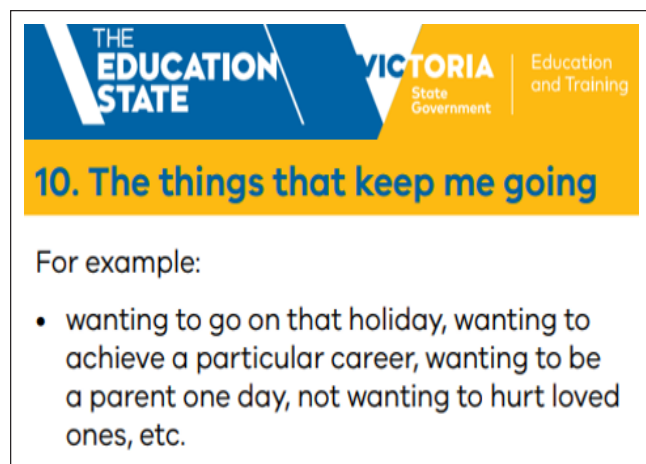 THE
EDUCATION
STATE
VICTORIA
State
Government
Education
and Training
10. The things that keep me going
For example:
• wanting to go on that holiday, wanting to
achieve a particular career, wanting to be
a parent one day, not wanting to hurt loved
ones, etc.